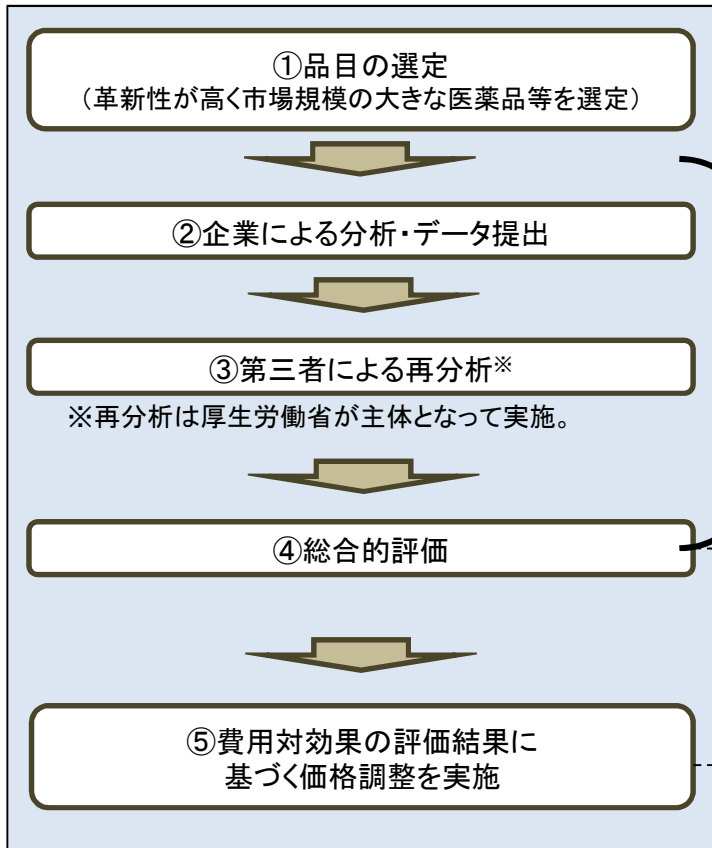 ①品目の選定
（革新性が高く市場規模の大きな医薬品等を選定）
②企業による分析・データ提出
③第三者による再分析※
※再分析は厚生労働省が主体となって実施。
④総合的評価
⑤費用対効果の評価結果に
基づく価格調整を実施